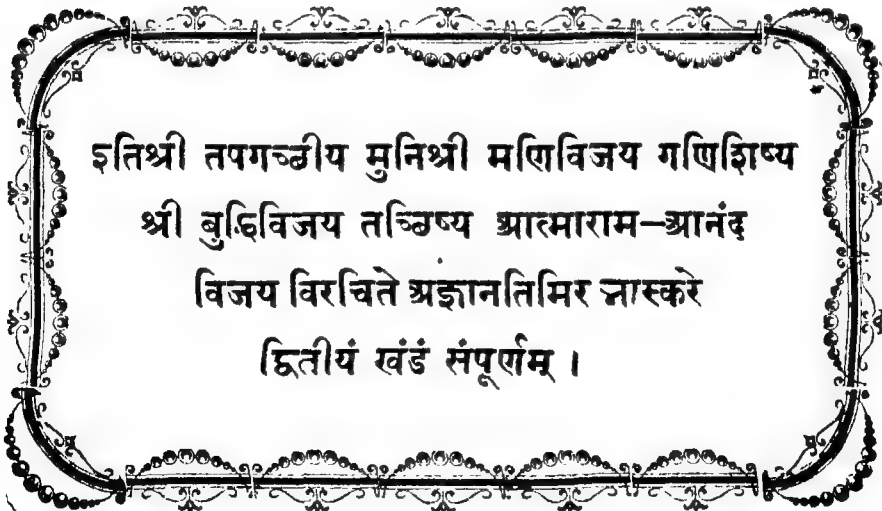 इतिश्री तपगच्छीय मुनिश्री मणिविजय गणिशिष्य
श्री बुद्धिविजय तच्छिष्य आत्माराम–आनंद
विजय विरचिते अज्ञानतिमिर भास्करे
द्वितीयं खंडं संपूर्णम् ।